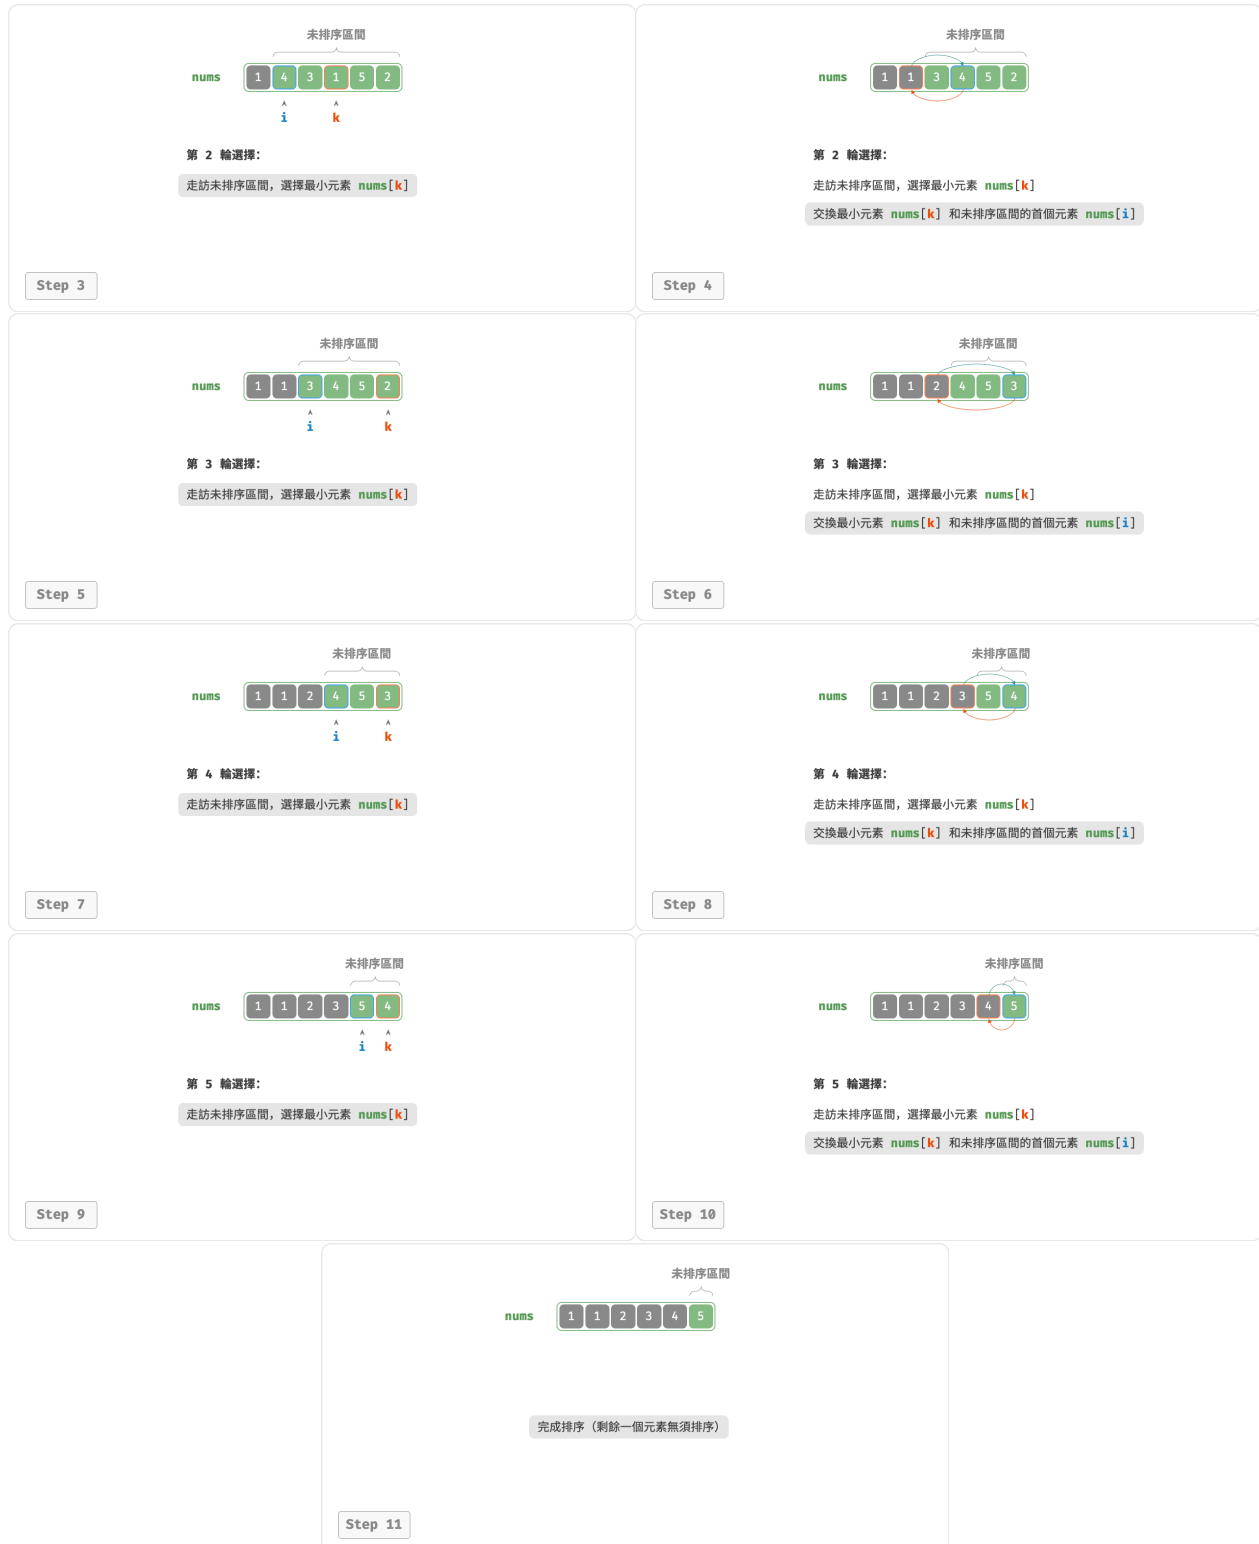 未排序區間
nums 1 4 3 1 5 2
i k
第 2 輪選擇：
走訪未排序區間，選擇最小元素 nums[k]
Step 3
未排序區間
nums 1 1 3 4 5 2
第 2 輪選擇：
走訪未排序區間，選擇最小元素 nums[k]
交換最小元素 nums[k] 和未排序區間的首個元素 nums[i]
Step 4
未排序區間
nums 1 1 3 4 5 2
i k
第 3 輪選擇：
走訪未排序區間，選擇最小元素 nums[k]
Step 5
未排序區間
nums 1 1 2 4 5 3
第 3 輪選擇：
走訪未排序區間，選擇最小元素 nums[k]
交換最小元素 nums[k] 和未排序區間的首個元素 nums[i]
Step 6
未排序區間
nums 1 1 2 4 5 3
i k
第 4 輪選擇：
走訪未排序區間，選擇最小元素 nums[k]
Step 7
未排序區間
nums 1 1 2 3 5 4
第 4 輪選擇：
走訪未排序區間，選擇最小元素 nums[k]
交換最小元素 nums[k] 和未排序區間的首個元素 nums[i]
Step 8
未排序區間
nums 1 1 2 3 5 4
i k
第 5 輪選擇：
走訪未排序區間，選擇最小元素 nums[k]
Step 9
未排序區間
nums 1 1 2 3 4 5
第 5 輪選擇：
走訪未排序區間，選擇最小元素 nums[k]
交換最小元素 nums[k] 和未排序區間的首個元素 nums[i]
Step 10
未排序區間
nums 1 1 2 3 4 5
完成排序（剩餘一個元素無須排序）
Step 11